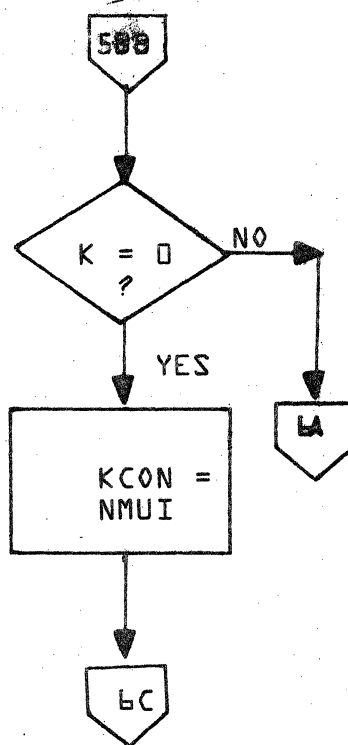 500
K = 0
?
NO
YES
6A
KCON =
NMUI
6C